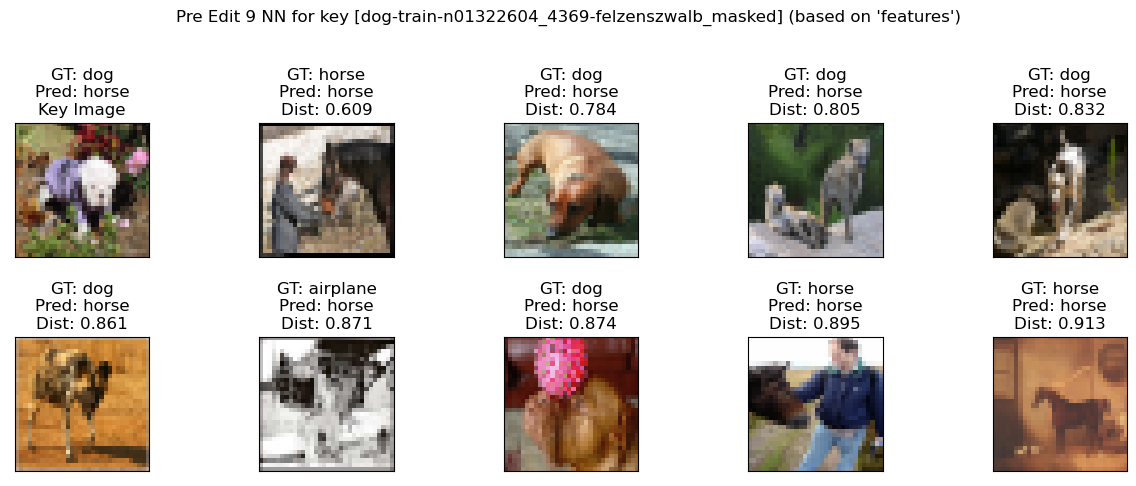 Pre Edit 9 NN for key [dog-train-n01322604_4369-felzenszwalb_masked] (based on 'features')
GT: dog
Pred: horse
Key Image
GT: horse
Pred: horse
Dist: 0.609
GT: dog
Pred: horse
Dist: 0.784
GT: dog
Pred: horse
Dist: 0.805
GT: dog
Pred: horse
Dist: 0.832
GT: dog
Pred: horse
Dist: 0.861
GT: airplane
Pred: horse
Dist: 0.871
GT: dog
Pred: horse
Dist: 0.874
GT: horse
Pred: horse
Dist: 0.895
GT: horse
Pred: horse
Dist: 0.913